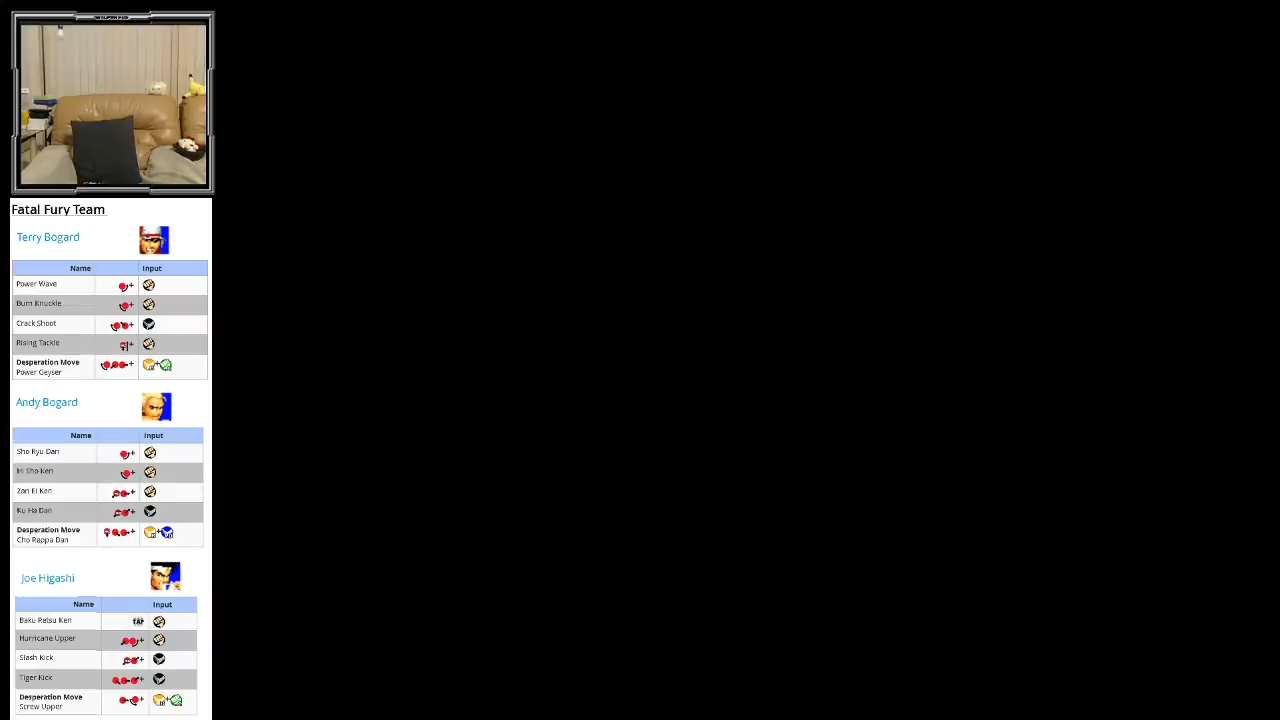 Fatal Fury Team
Terry Bogard
Name Input
Power Wave +
Burn Knuckle +
Crack Shoot +
Rising Tackle +
Desperation Move
Power Geyser + +
Andy Bogard
Name Input
Sho Ryu Dan +
Hi Sho Ken +
Zan Ei Ken +
Ku Ha Dan +
Desperation Move
Cho Reppa Dan + +
Joe Higashi
Name Input
Baku Retsu Ken TAP
Hurricane Upper +
Slash Kick +
Tiger Kick +
Desperation Move
Screw Upper + +